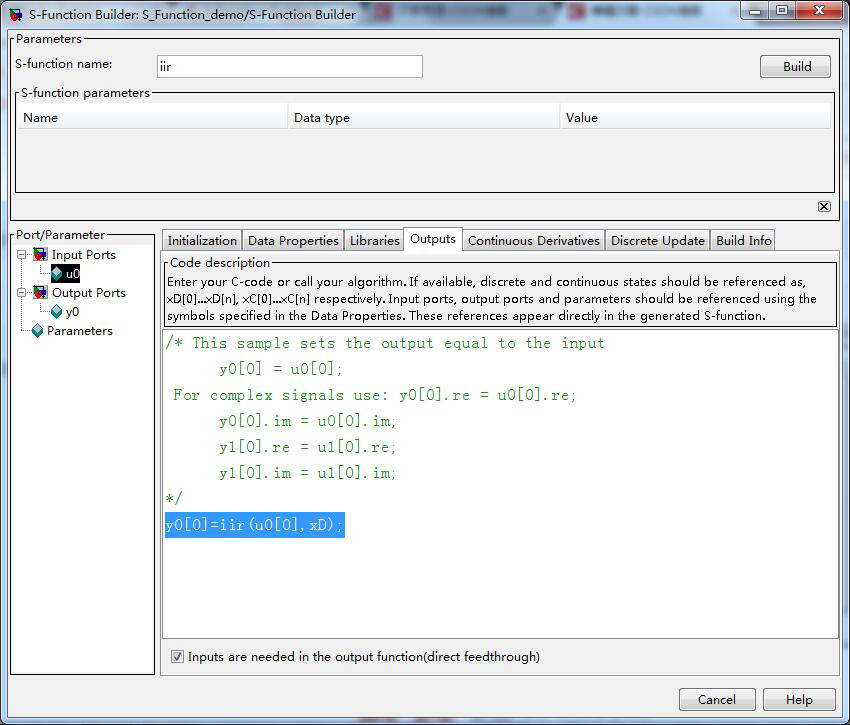 S-Function Builder: S_Function_demo/S-Function Builder
Parameters
S-function name:
iir
Build
S-function parameters
Name
Data type
Value
Port/Parameter
Input Ports
u0
Output Ports
y0
Parameters
Initialization
Data Properties
Libraries
Outputs
Continuous Derivatives
Discrete Update
Build Info
Code description
Enter your C-code or call your algorithm. If available, discrete and continuous states should be referenced as,
xD[0]...xD[n], xC[0]...xC[n] respectively. Input ports, output ports and parameters should be referenced using the
symbols specified in the Data Properties. These references appear directly in the generated S-function.
/* This sample sets the output equal to the input
y0[0] = u0[0];
For complex signals use: y0[0].re = u0[0].re;
y0[0].im = u0[0].im;
y1[0].re = u1[0].re;
y1[0].im = u1[0].im;
*/
y0[0]=iir(u0[0],xD);
Inputs are needed in the output function(direct feedthrough)
Cancel
Help